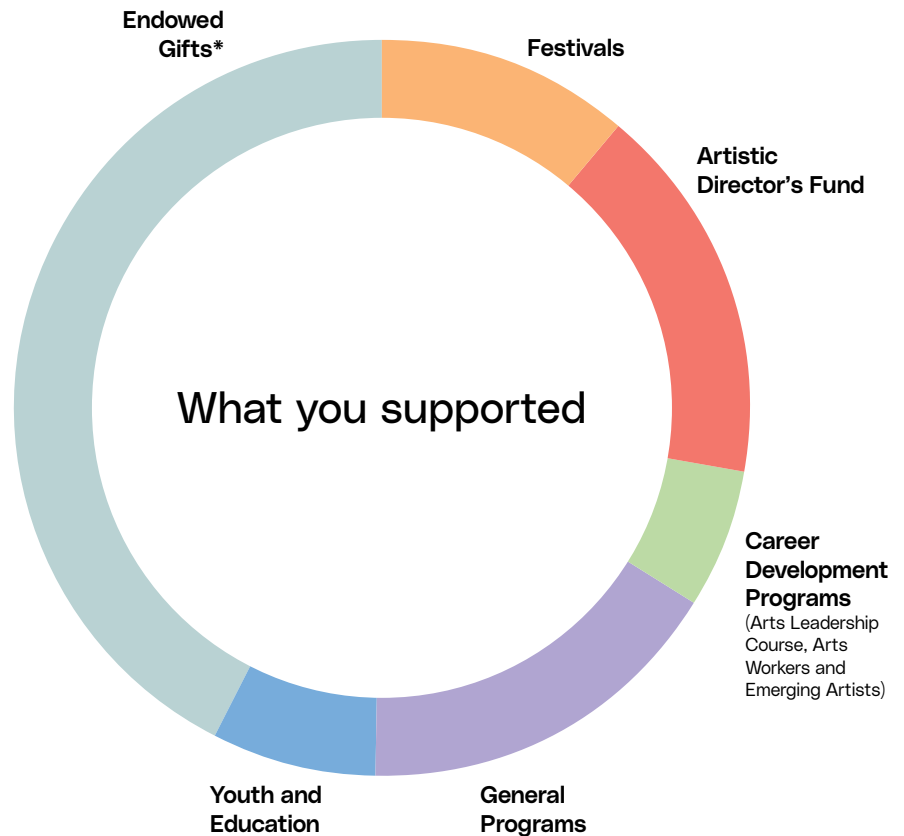 Endowed
Gifts*
Festivals
Artistic
Director’s Fund
What you supported
Career
Development
Programs
(Arts Leadership
Course, Arts
Workers and
Emerging Artists)
Youth and
Education
General
Programs